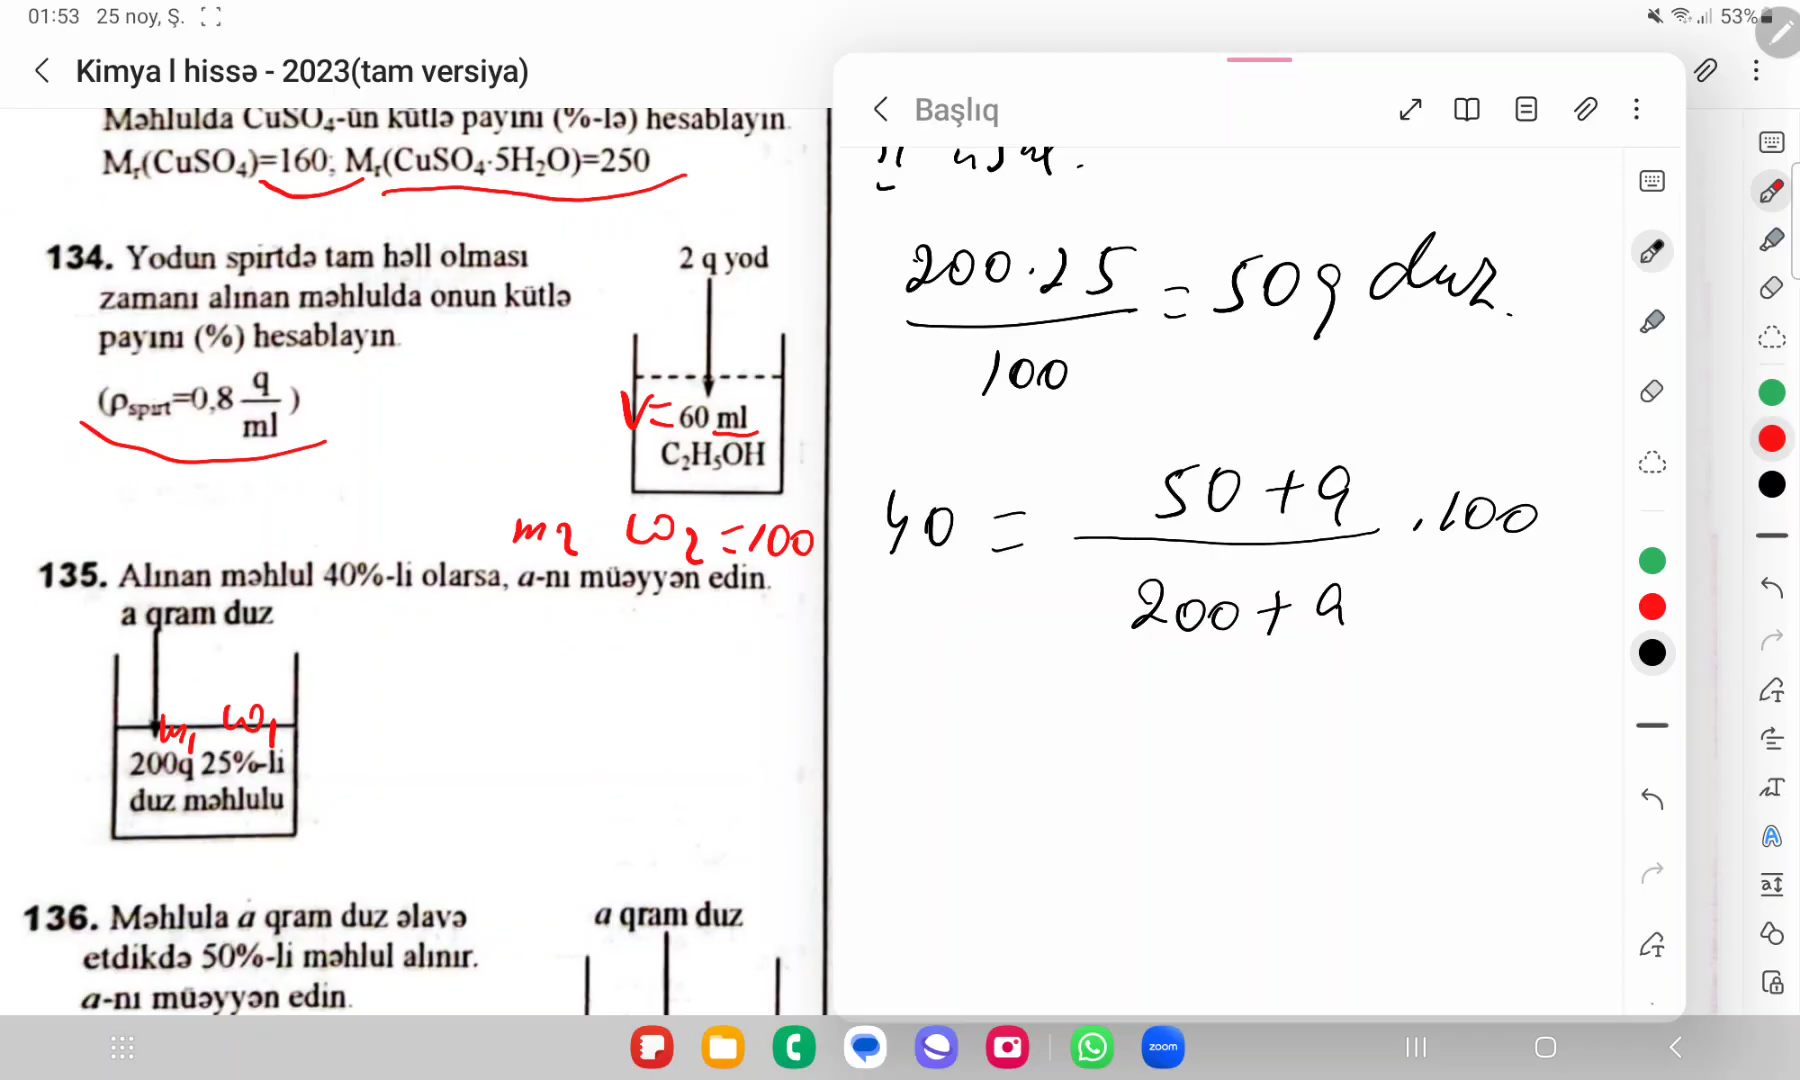 01:53 25 noy, Ş. 53%
Kimya I hissə - 2023(tam versiya)
Məhlulda CuSO₄-ün kütlə payını (%-lə) hesablayın.
Mᵣ(CuSO₄)=160; Mᵣ(CuSO₄·5H₂O)=250
134. Yodun spirtdə tam həll olması
zamanı alınan məhlulda onun kütlə
payını (%) hesablayın.
(ρspirt=0,8 q/ml)
2 q yod
V= 60 ml
C₂H₅OH
m₂ ω₂ =100
135. Alınan məhlul 40%-li olarsa, a-nı müəyyən edin.
a qram duz
m₁ ω₁
200q 25%-li
duz məhlulu
136. Məhlula a qram duz əlavə
etdikdə 50%-li məhlul alınır.
a-nı müəyyən edin.
a qram duz
Başlıq
200·25
100
= 50q duz.
40 = 50+a / 200+a · 100
zoom